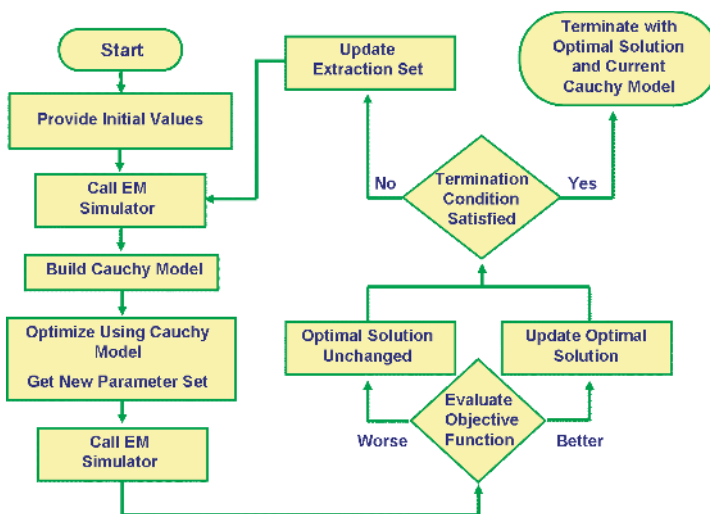 Start
Provide Initial Values
Call EM
Simulator
Build Cauchy Model
Optimize Using Cauchy
Model
Get New Parameter Set
Call EM
Simulator
Evaluate
Objective
Function
Worse
Better
Optimal Solution
Unchanged
Update Optimal
Solution
Termination
Condition
Satisfied
No
Yes
Update
Extraction Set
Terminate with
Optimal Solution
and Current
Cauchy Model